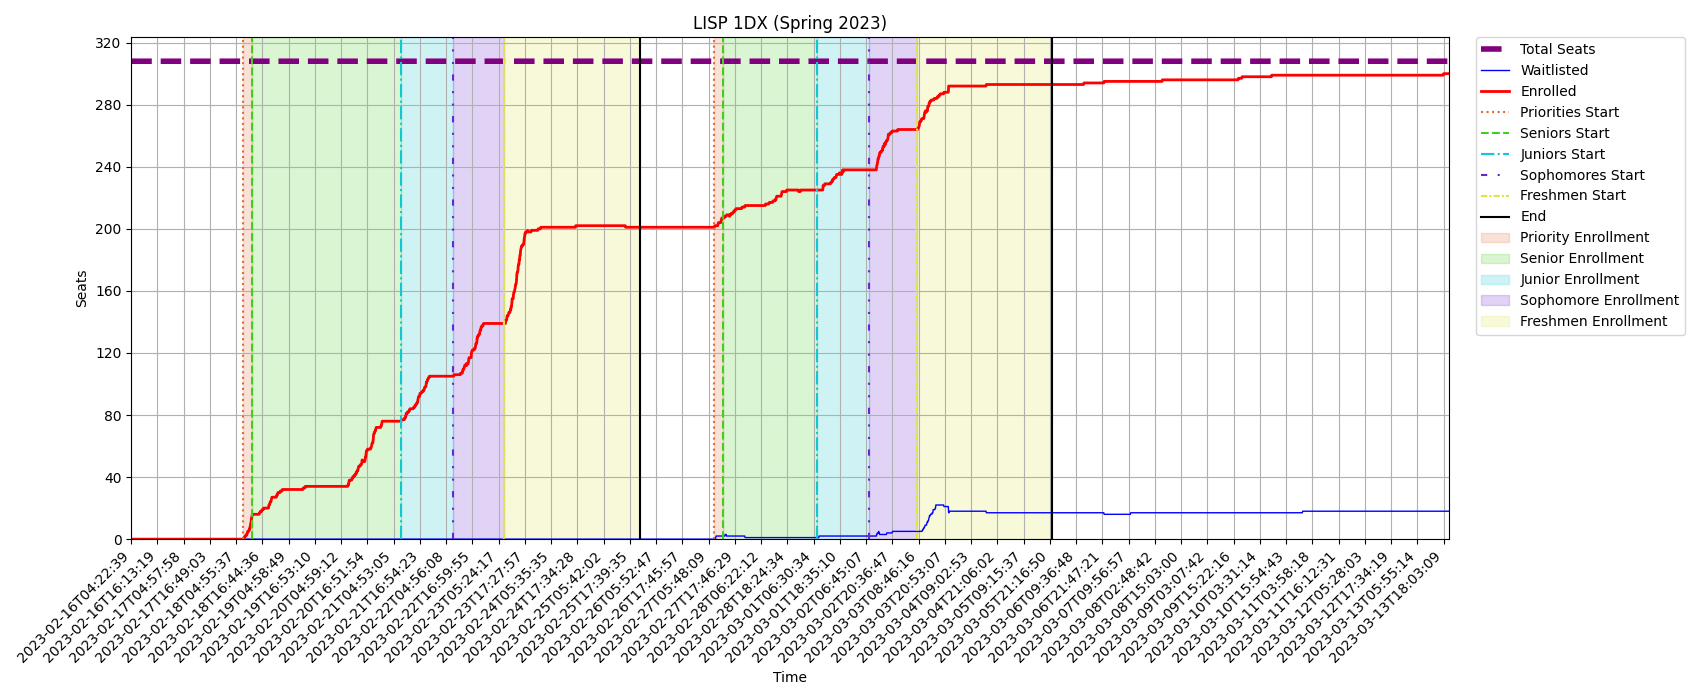 LISP 1DX (Spring 2023)
320
280
240
200
160
120
80
40
0
Seats
2023-02-16T04:22:39
2023-02-16T16:13:19
2023-02-17T04:57:58
2023-02-17T16:49:03
2023-02-18T04:55:37
2023-02-18T16:44:36
2023-02-19T04:58:49
2023-02-19T16:53:10
2023-02-20T04:59:12
2023-02-20T16:51:54
2023-02-21T04:53:05
2023-02-21T16:54:23
2023-02-22T04:56:08
2023-02-22T16:59:55
2023-02-23T05:24:17
2023-02-23T17:27:57
2023-02-24T05:35:35
2023-02-24T17:34:28
2023-02-25T05:42:02
2023-02-25T17:39:35
2023-02-26T05:52:47
2023-02-26T17:45:57
2023-02-27T05:48:09
2023-02-27T17:46:29
2023-02-28T06:22:12
2023-02-28T18:24:34
2023-03-01T06:30:34
2023-03-01T18:35:10
2023-03-02T06:45:07
2023-03-02T20:36:47
2023-03-03T08:46:16
2023-03-03T20:53:07
2023-03-04T09:02:53
2023-03-04T21:06:02
2023-03-05T09:15:37
2023-03-05T21:16:50
2023-03-06T09:36:48
2023-03-06T21:47:21
2023-03-07T09:56:57
2023-03-08T02:48:42
2023-03-08T15:03:00
2023-03-09T03:07:42
2023-03-09T15:22:16
2023-03-10T03:31:14
2023-03-10T15:54:43
2023-03-11T03:58:18
2023-03-11T16:12:31
2023-03-12T05:28:03
2023-03-12T17:34:19
2023-03-13T05:55:14
2023-03-13T18:03:09
Time
Total Seats
Waitlisted
Enrolled
Priorities Start
Seniors Start
Juniors Start
Sophomores Start
Freshmen Start
End
Priority Enrollment
Senior Enrollment
Junior Enrollment
Sophomore Enrollment
Freshmen Enrollment